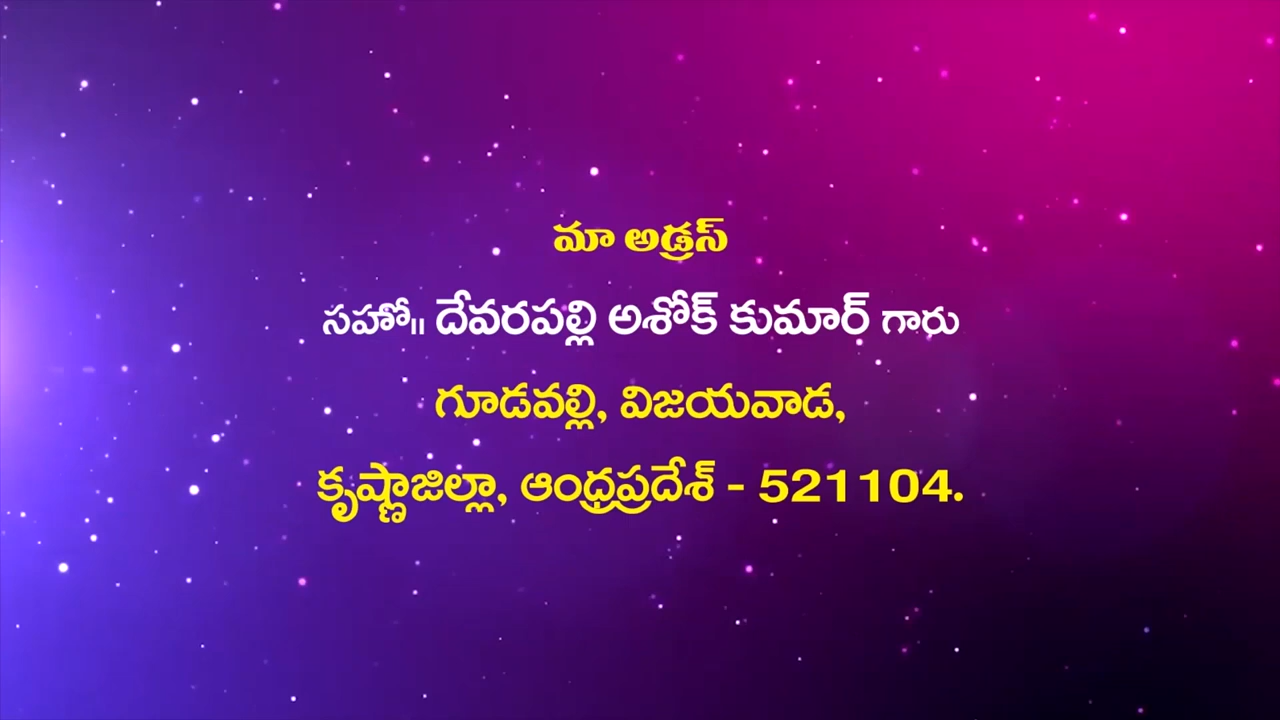 మా అడ్రస్
సహో॥ దేవరపల్లి అశోక్ కుమార్ గారు
గూడవల్లి, విజయవాడ,
కృష్ణాజిల్లా, ఆంధ్రప్రదేశ్ - 521104.